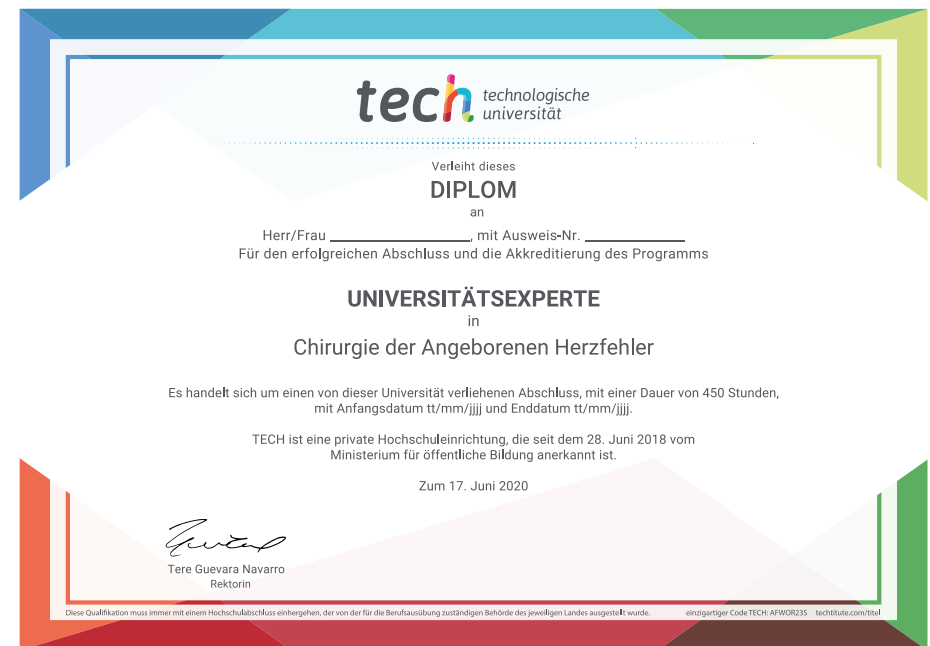 tech technologische
universität
Verleiht dieses
DIPLOM
an
Herr/Frau ____________________, mit Ausweis-Nr. ______________
Für den erfolgreichen Abschluss und die Akkreditierung des Programms
UNIVERSITÄTSEXPERTE
in
Chirurgie der Angeborenen Herzfehler
Es handelt sich um einen von dieser Universität verliehenen Abschluss, mit einer Dauer von 450 Stunden,
mit Anfangsdatum tt/mm/jjjj und Enddatum tt/mm/jjjj.
TECH ist eine private Hochschuleinrichtung, die seit dem 28. Juni 2018 vom
Ministerium für öffentliche Bildung anerkannt ist.
Zum 17. Juni 2020
Tere Guevara Navarro
Rektorin
Diese Qualifikation muss immer mit einem Hochschulabschluss einhergehen, der von der für die Berufsausübung zuständigen Behörde des jeweiligen Landes ausgestellt wurde. einzigartiger Code TECH: AFWOR23S techtitute.com/titel